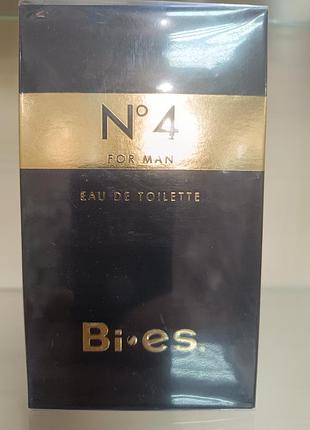 N°4
FOR MAN
EAU DE TOILETTE
Bi•es.